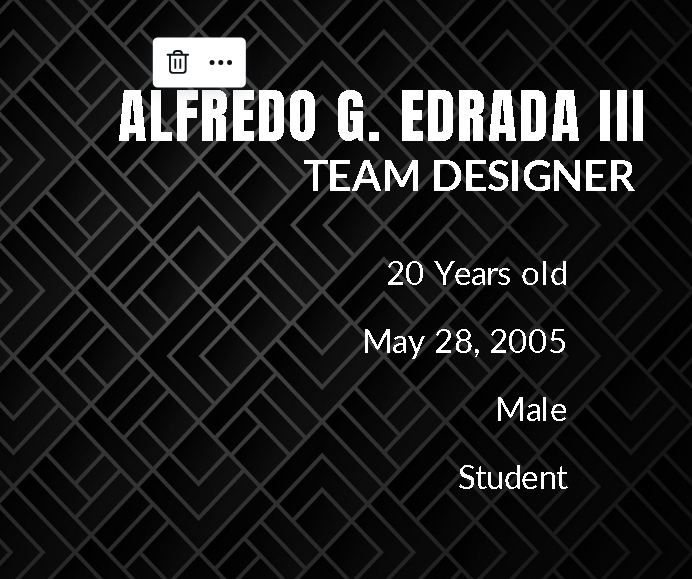 ALFREDO G. EDRADA III
TEAM DESIGNER
20 Years old
May 28, 2005
Male
Student